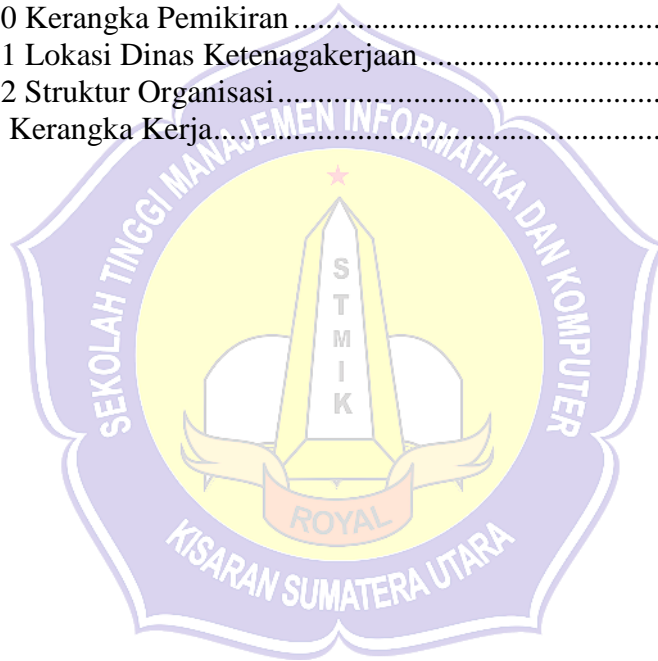 0 Kerangka Pemikiran ............................................
1 Lokasi Dinas Ketenagakerjaan ............................
2 Struktur Organisasi ..............................................
Kerangka Kerja ......................................................
SEKOLAH TINGGI MANAJEMEN INFORMATIKA DAN KOMPUTER
S
T
M
I
K
ROYAL
KISARAN SUMATERA UTARA